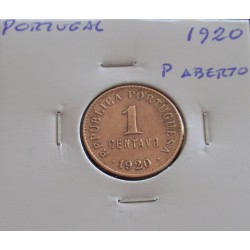 PORTUGAL 1920
P ABERTO
REPUBLICA PORTUGUESA
1
CENTAVO
1920